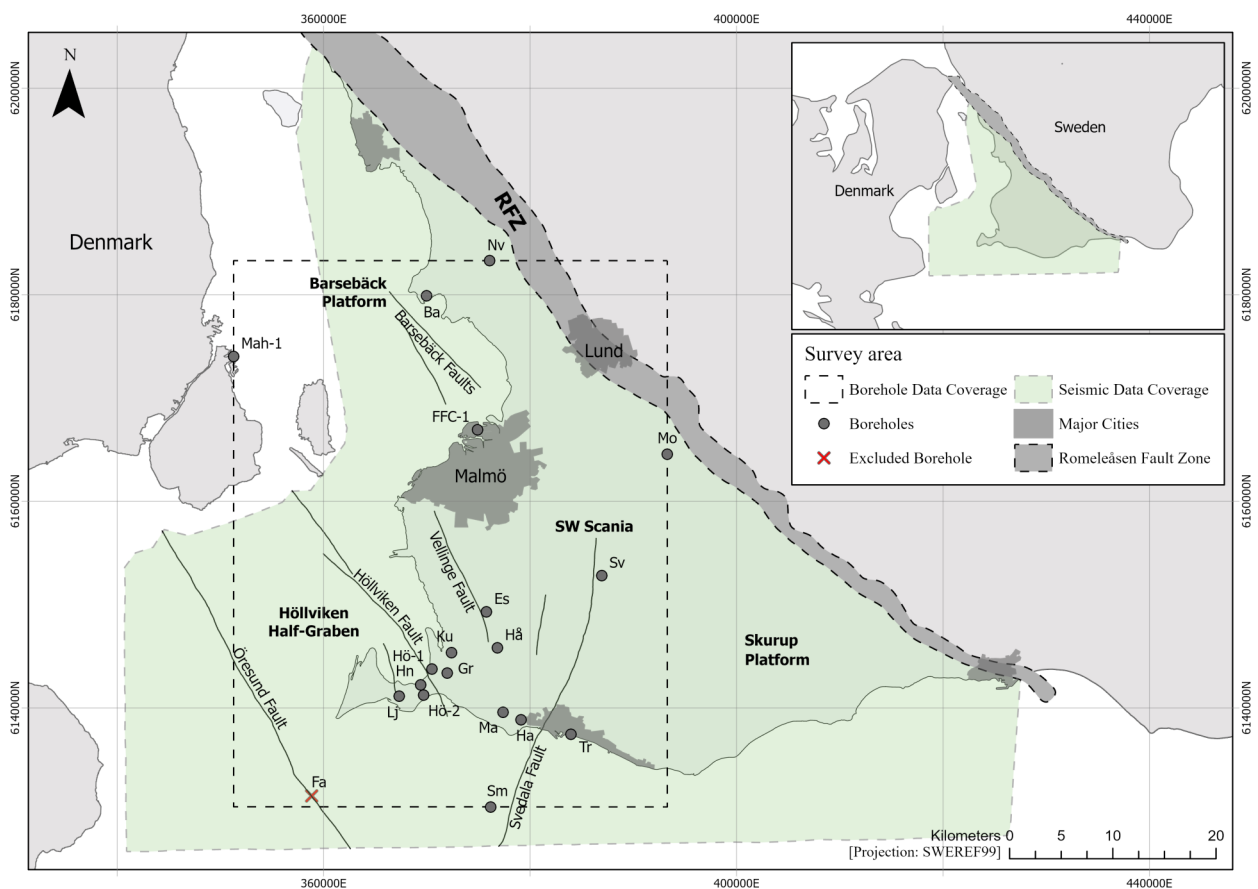 360000E
400000E
440000E
N
6200000N
6200000N
Sweden
Denmark
RFZ
Denmark
Nv
6180000N
6180000N
Barsebäck
Platform
Ba
Barsebäck Faults
Survey area
Lund
Mah-1
Borehole Data Coverage
Seismic Data Coverage
Boreholes
Major Cities
Excluded Borehole
Romeleåsen Fault Zone
FFC-1
Mo
Malmö
6160000N
6160000N
SW Scania
Vellinge Fault
Sv
Höllviken Fault
Es
Höllviken
Half-Graben
Ku
Hå
Skurup
Platform
Hö-1
Hn
Gr
Öresund Fault
Lj
Hö-2
6140000N
6140000N
Ma
Ha
Tr
Svedala Fault
Fa
Sm
Kilometers 0 5 10 20
[Projection: SWEREF99]
360000E
400000E
440000E